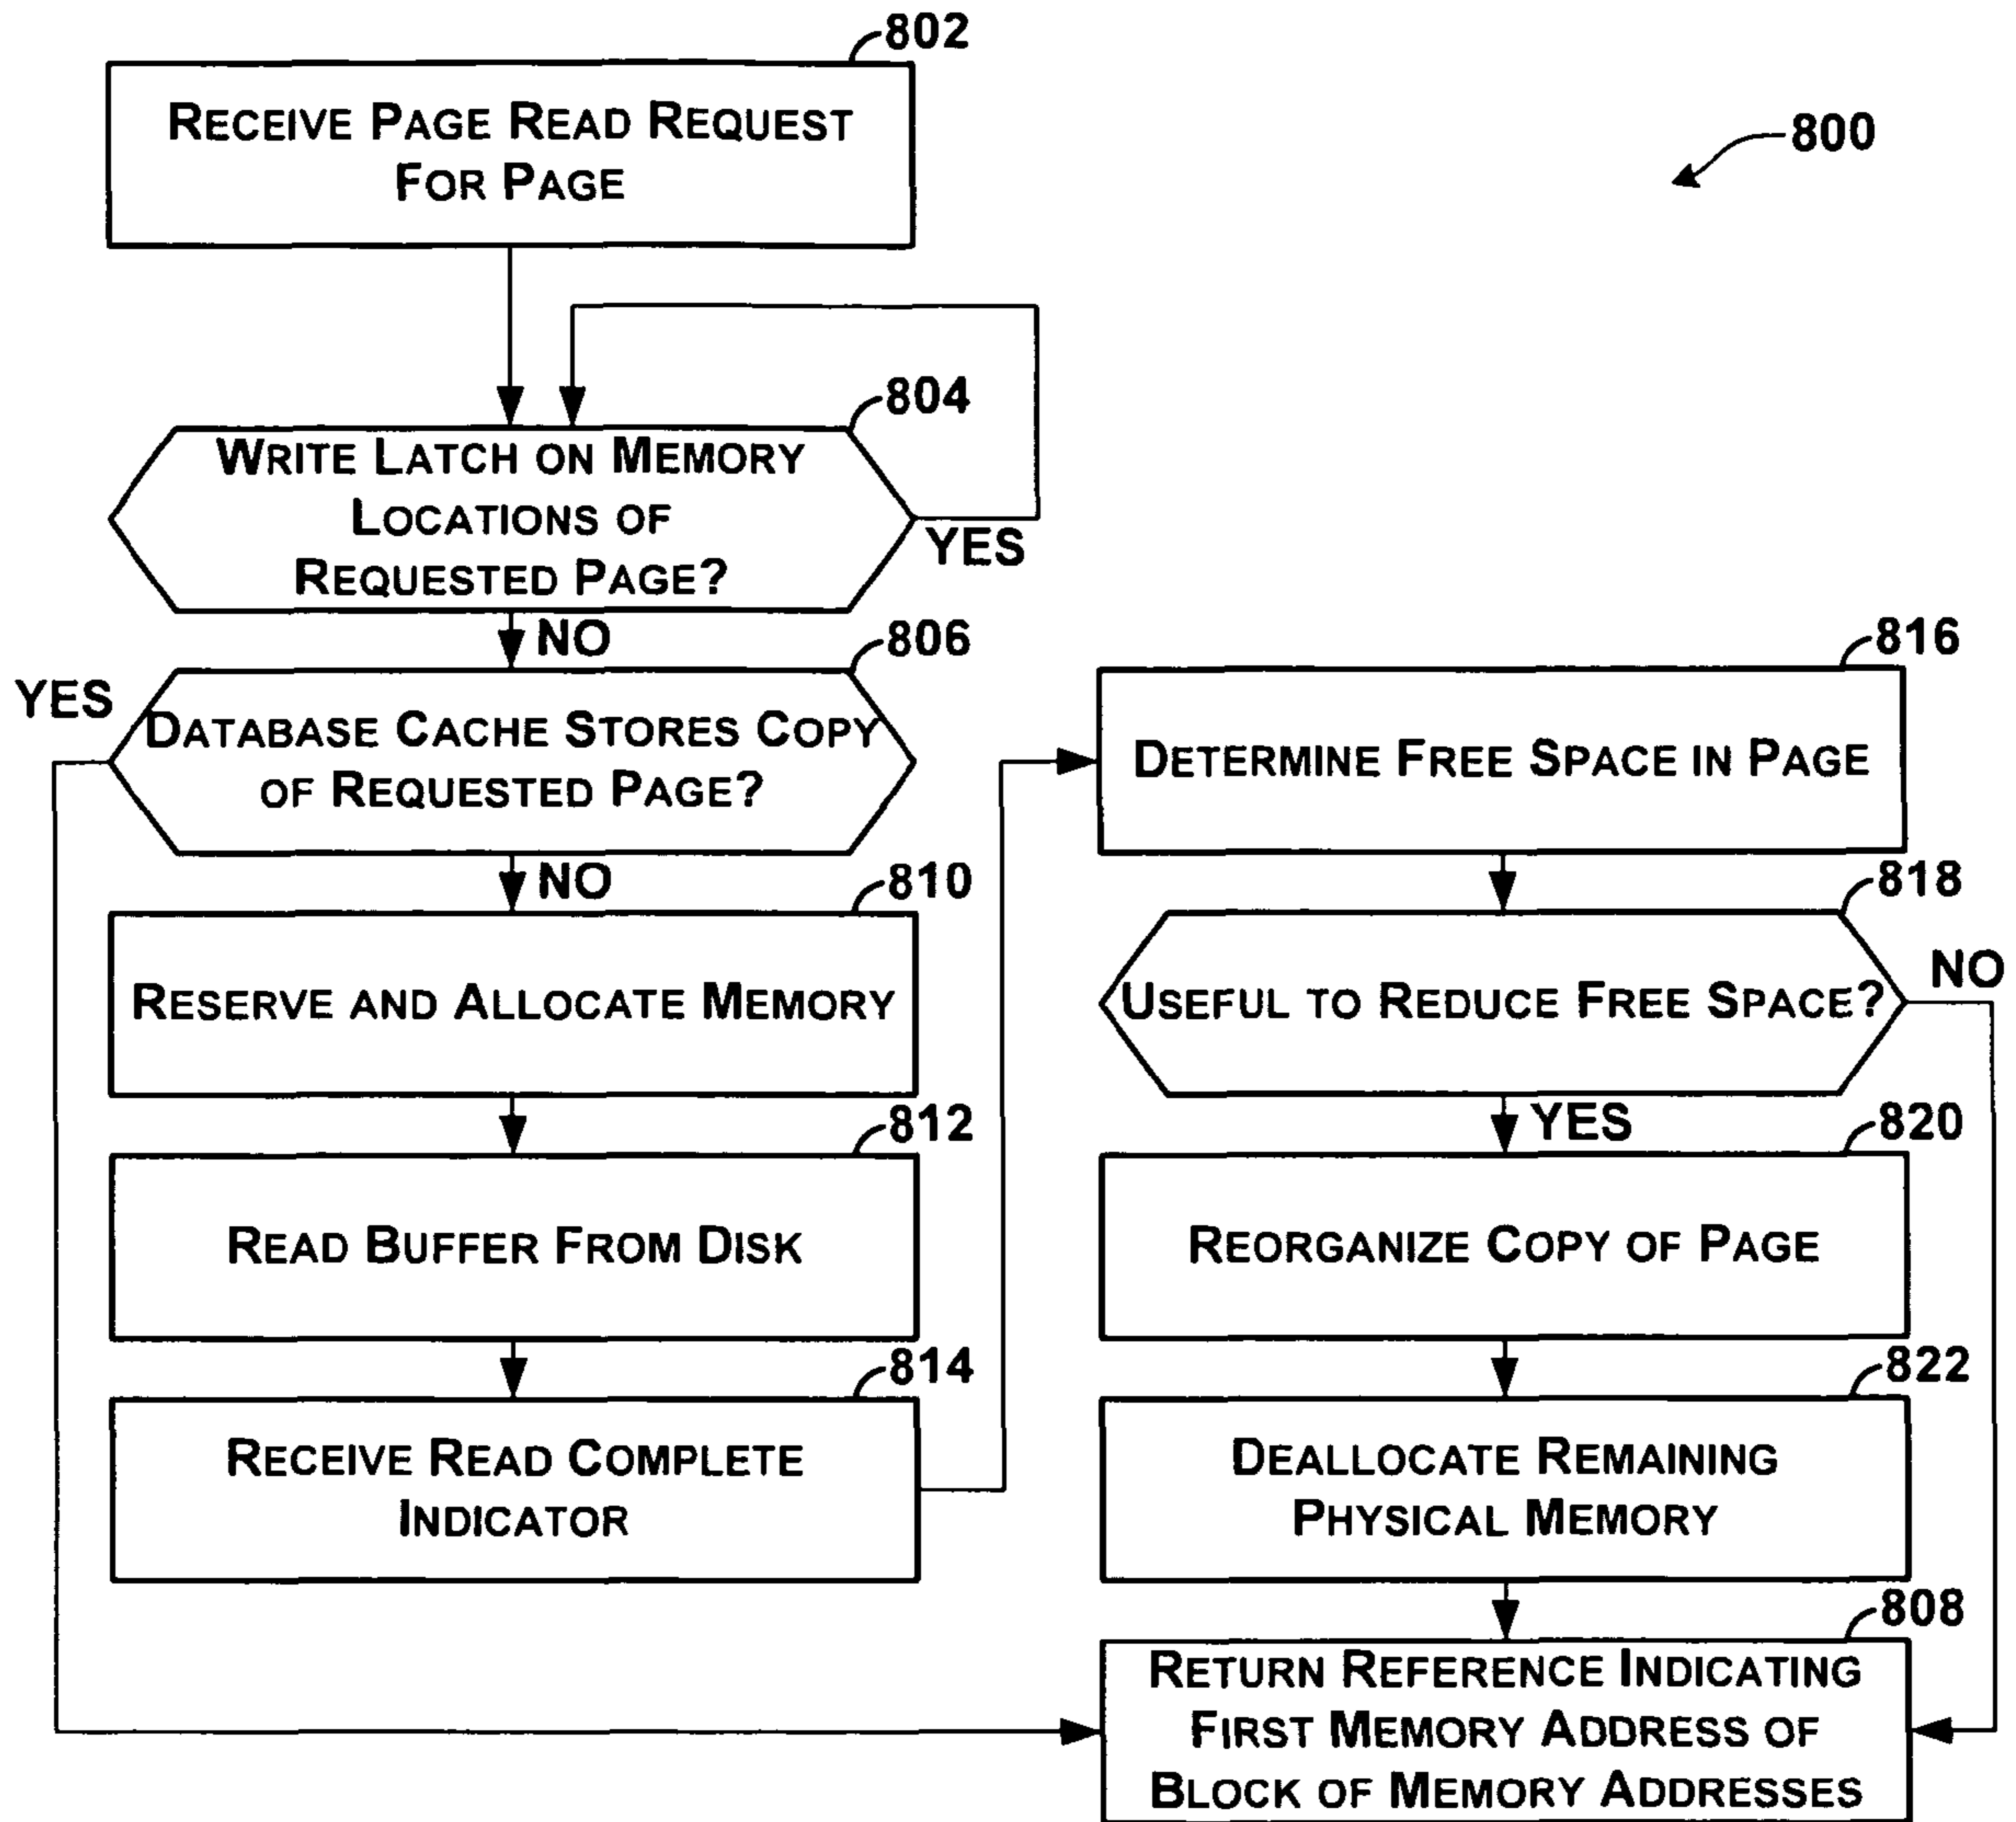 802
RECEIVE PAGE READ REQUEST
FOR PAGE
800
804
WRITE LATCH ON MEMORY
LOCATIONS OF
REQUESTED PAGE?
YES
NO
806
YES
DATABASE CACHE STORES COPY
OF REQUESTED PAGE?
NO
810
RESERVE AND ALLOCATE MEMORY
812
READ BUFFER FROM DISK
814
RECEIVE READ COMPLETE
INDICATOR
816
DETERMINE FREE SPACE IN PAGE
818
USEFUL TO REDUCE FREE SPACE?
NO
YES
820
REORGANIZE COPY OF PAGE
822
DEALLOCATE REMAINING
PHYSICAL MEMORY
808
RETURN REFERENCE INDICATING
FIRST MEMORY ADDRESS OF
BLOCK OF MEMORY ADDRESSES